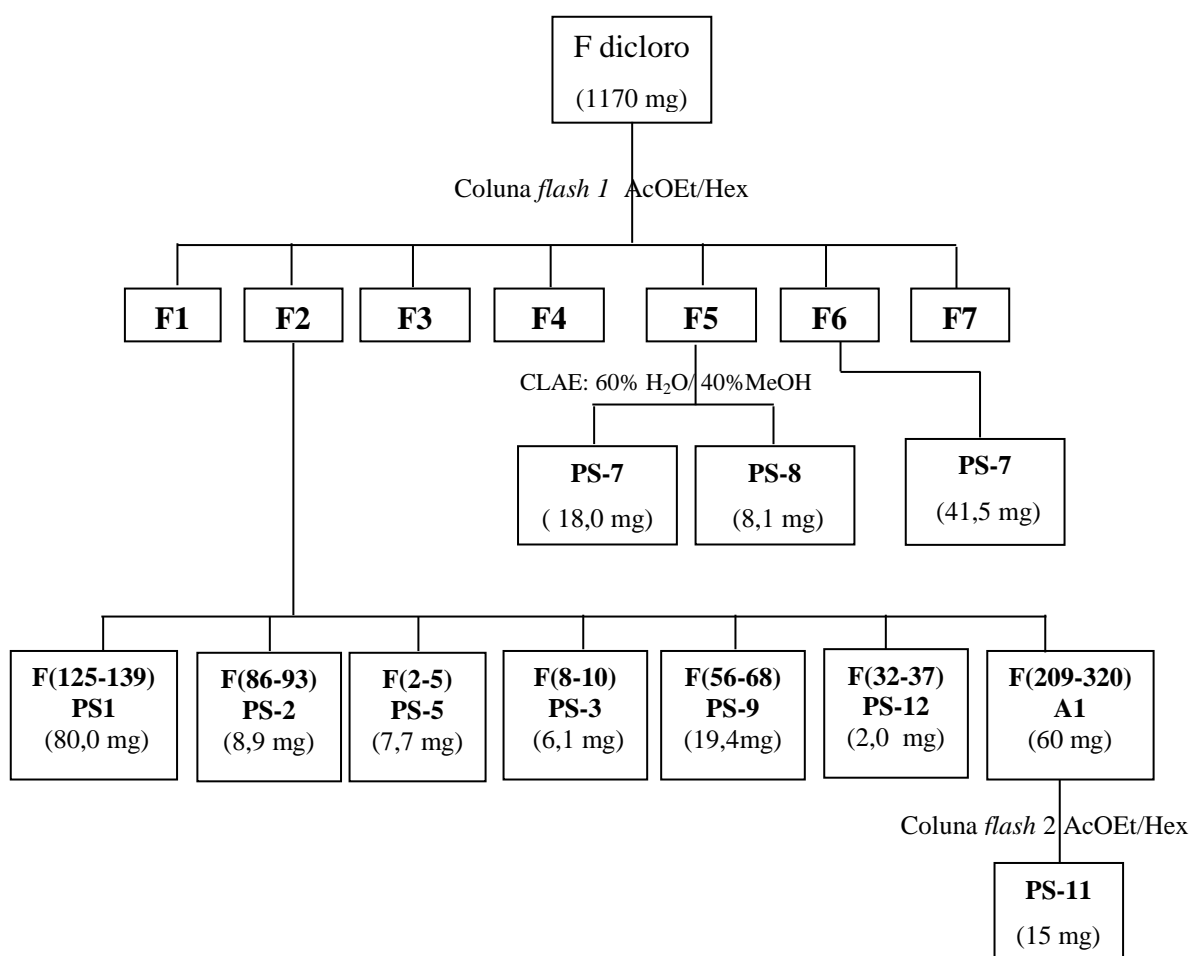 F dicloro
(1170 mg)
Coluna flash 1 AcOEt/Hex
F1
F2
F3
F4
F5
F6
F7
CLAE: 60% H₂O/ 40%MeOH
PS-7
( 18,0 mg)
PS-8
(8,1 mg)
PS-7
(41,5 mg)
F(125-139)
PS1
(80,0 mg)
F(86-93)
PS-2
(8,9 mg)
F(2-5)
PS-5
(7,7 mg)
F(8-10)
PS-3
(6,1 mg)
F(56-68)
PS-9
(19,4mg)
F(32-37)
PS-12
(2,0 mg)
F(209-320)
A1
(60 mg)
Coluna flash 2 AcOEt/Hex
PS-11
(15 mg)